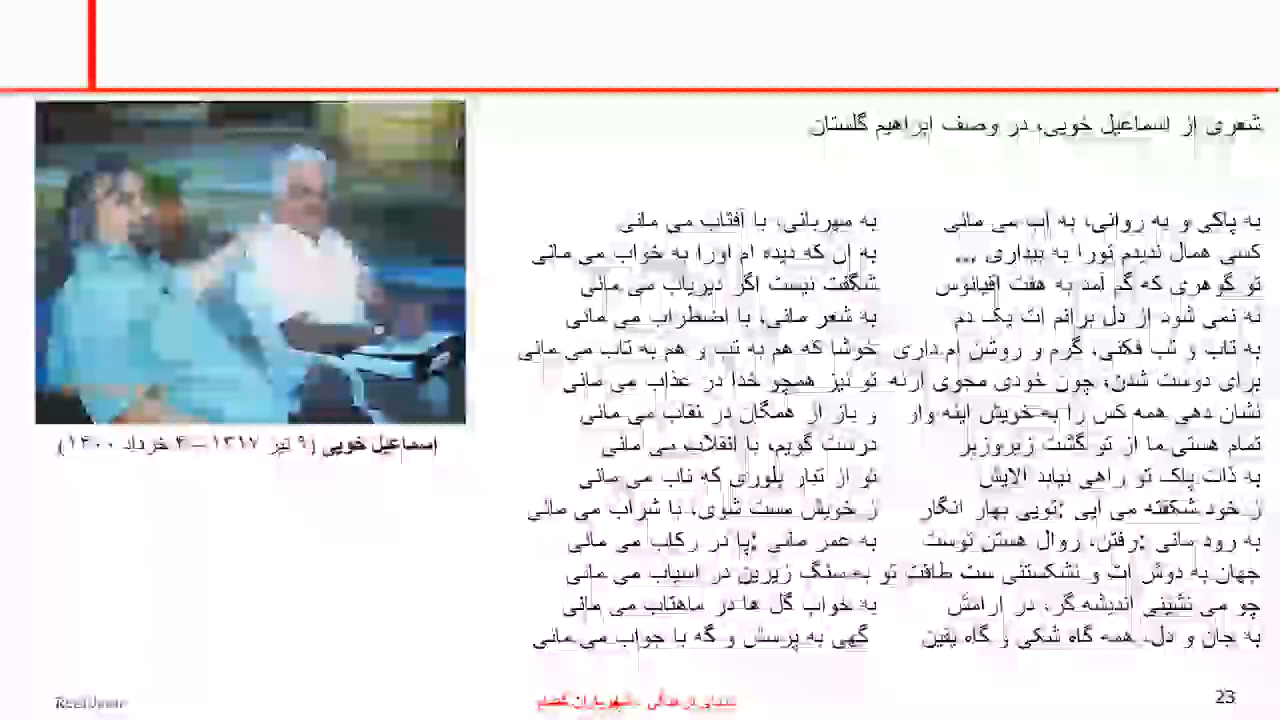 شعری از اسماعیل خویی، در وصف ابراهیم گلستان
به پاکی و به روانی، به آب می مانی به مهربانی، با آفتاب می مانی
کسی همال ندیدم تورا به بیداری ... به آن که دیده ام اورا به خواب می مانی
تو گوهری که گم آمد به هفت اقیانوس شگفت نیست اگر دیریاب می مانی
نه نمی شود از دل برانم ات یک دم به شعر مانی، با اضطراب می مانی
به تاب و تب فکنی، گرم و روشن ام داری خوشا که هم به تب و هم به تاب می مانی
برای دوست شدن، چون خودی مجوی ارنه تو نیز همچو خدا در عذاب می مانی
نشان دهی همه کس را به خویش اینه وار و باز از همگان در نقاب می مانی
تمام هستی ما از تو گشت زیروزبر درست گویم، با انقلاب می مانی
به ذات پاک تو راهی نیابد الایش تو از تبار بلوری که ناب می مانی
ز خود شکفته می ایی :تویی بهار انگار ز خویش مست شوی، با شراب می مانی
به رود مانی :رفتن، روال هستن توست به عمر مانی :پا در رکاب می مانی
جهان به دوش ات و نشکستنی ست طاقت تو به سنگ زیرین در اسیاب می مانی
چو می نشینی اندیشه گر، در ارامش به خواب گل ها در ماهتاب می مانی
به جان و دل، همه گاه شکی و گاه یقین گهی به پرسش و گه با جواب می مانی
اسماعیل خویی (۹ تیر ۱۳۱۷ – ۴ خرداد ۱۴۰۰)
23